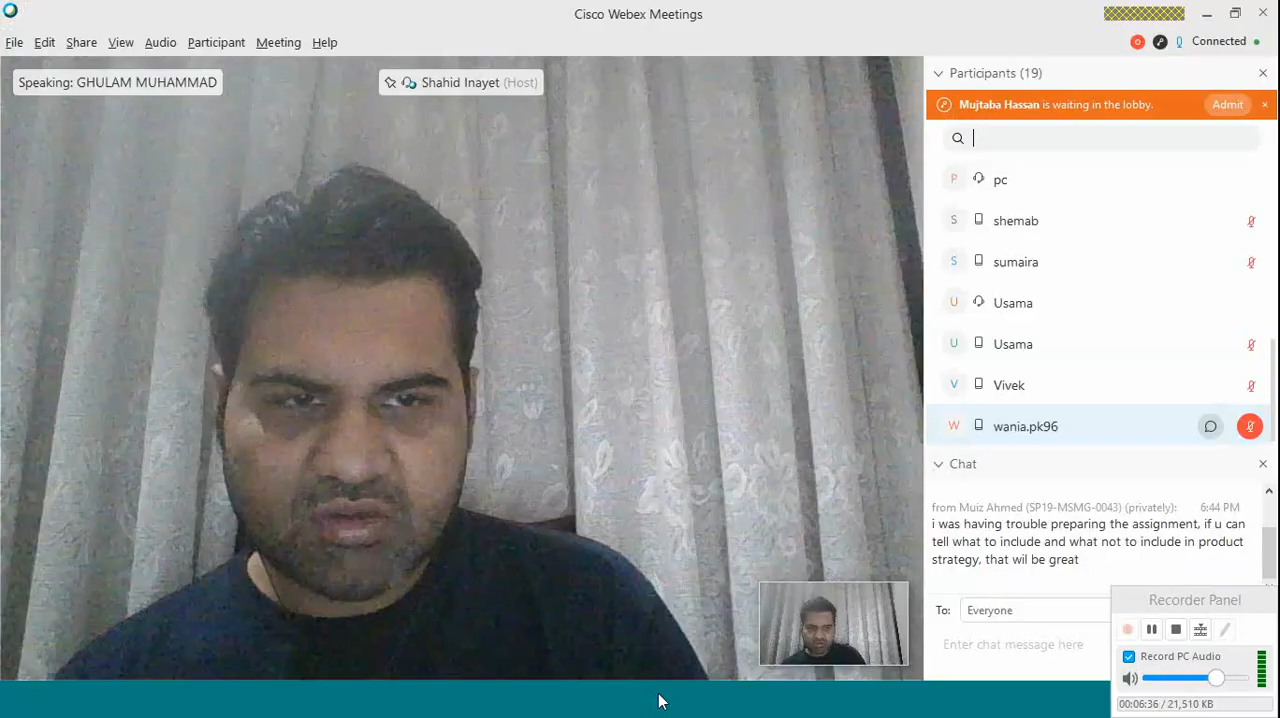 Cisco Webex Meetings
File Edit Share View Audio Participant Meeting Help
Connected
Speaking: GHULAM MUHAMMAD
Shahid Inayet (Host)
Participants (19)
Mujtaba Hassan is waiting in the lobby. Admit
P pc
S shemab
S sumaira
U Usama
U Usama
V Vivek
W wania.pk96
Chat
from Muiz Ahmed (SP19-MSMG-0043) (privately): 6:44 PM
i was having trouble preparing the assignment, if u can
tell what to include and what not to include in product
strategy, that wil be great
To: Everyone
Enter chat message here
Recorder Panel
Record PC Audio
00:06:36 / 21,510 KB